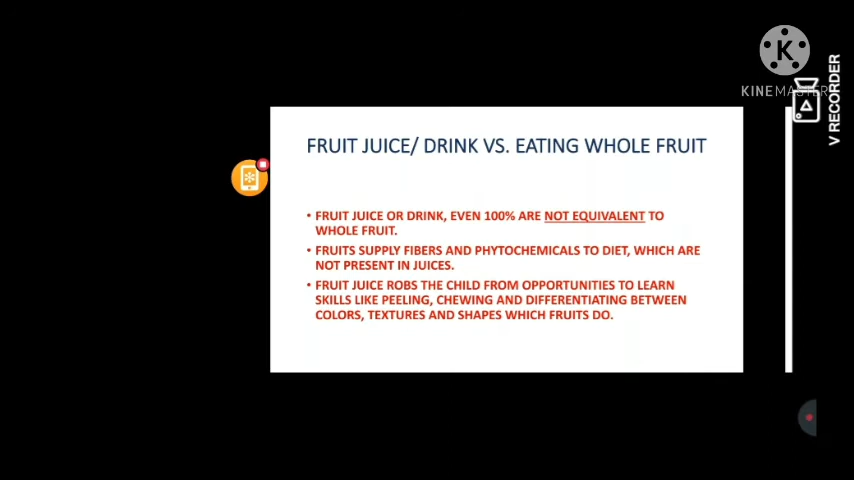 KINEMASTER
V RECORDER
FRUIT JUICE/ DRINK VS. EATING WHOLE FRUIT
• FRUIT JUICE OR DRINK, EVEN 100% ARE NOT EQUIVALENT TO
WHOLE FRUIT.
• FRUITS SUPPLY FIBERS AND PHYTOCHEMICALS TO DIET, WHICH ARE
NOT PRESENT IN JUICES.
• FRUIT JUICE ROBS THE CHILD FROM OPPORTUNITIES TO LEARN
SKILLS LIKE PEELING, CHEWING AND DIFFERENTIATING BETWEEN
COLORS, TEXTURES AND SHAPES WHICH FRUITS DO.